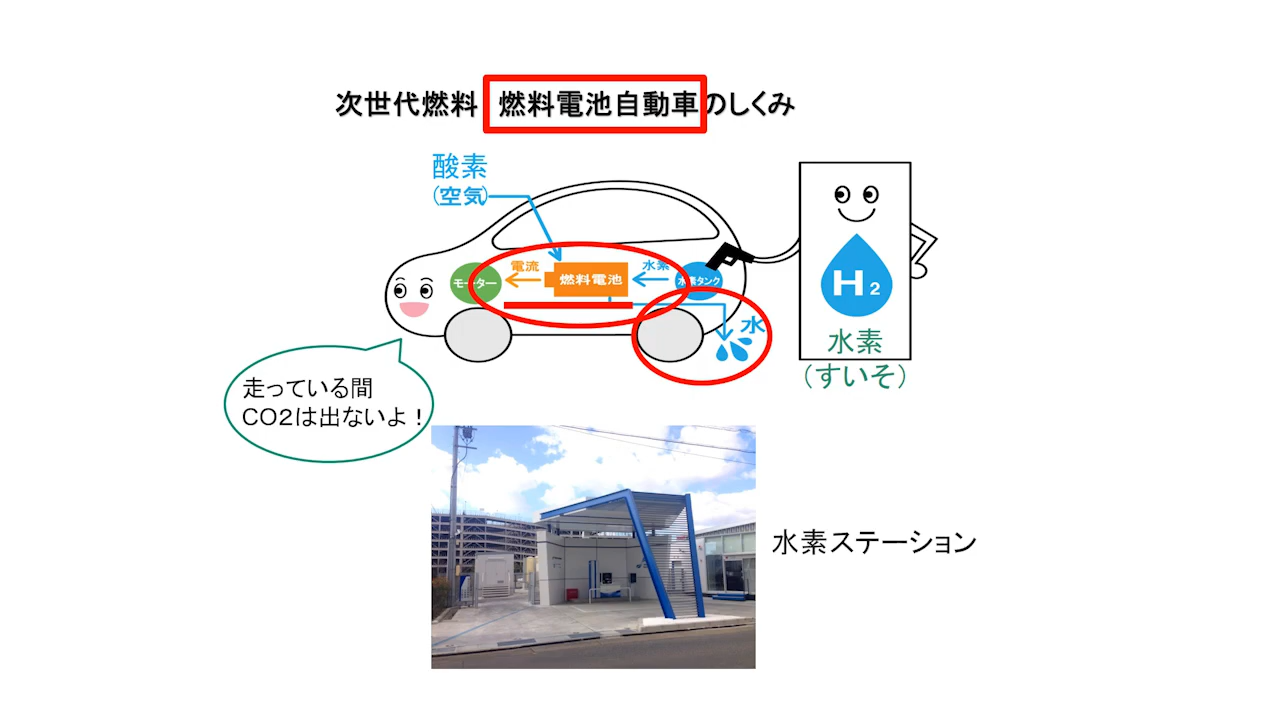 次世代燃料 燃料電池自動車のしくみ
酸素
(空気)
電流
水素
モーター
燃料電池
水素タンク
水
H2
水素
(すいそ)
走っている間
CO2は出ないよ！
水素ステーション